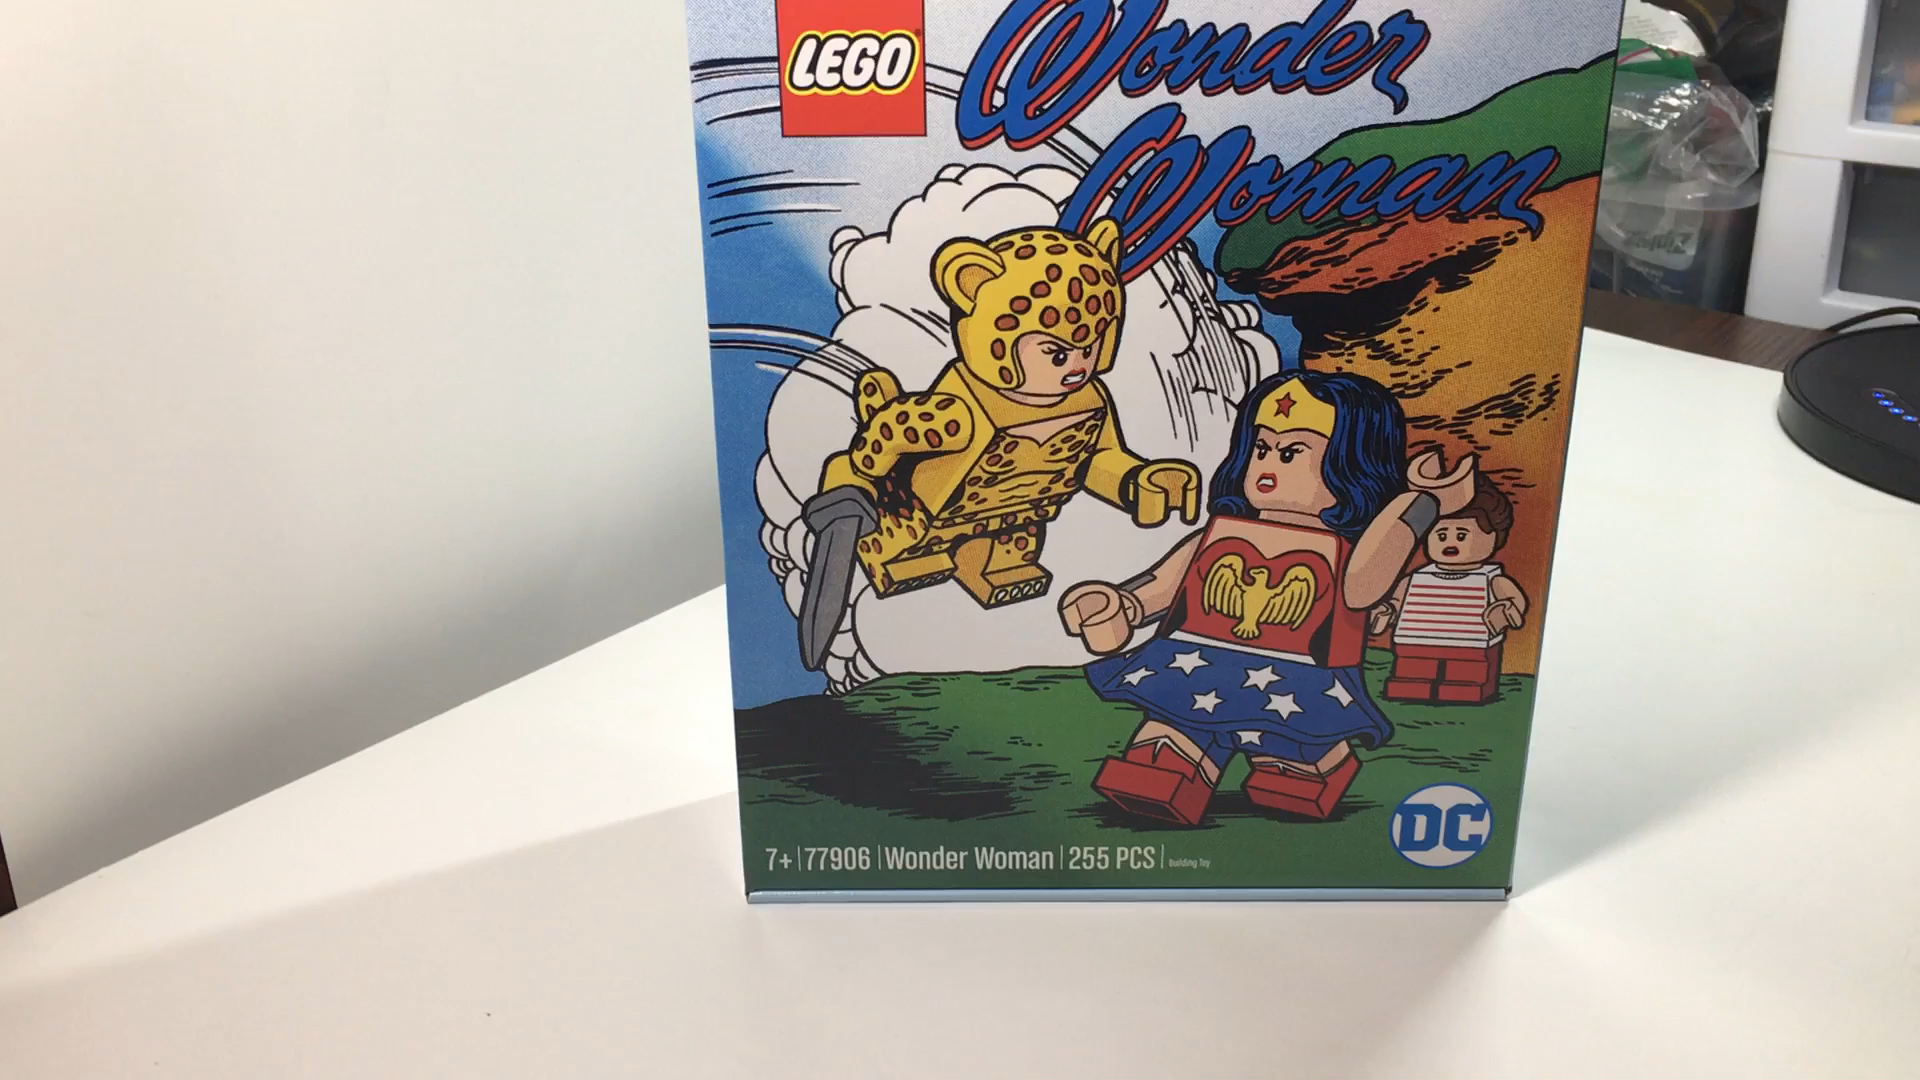 LEGO
Wonder
Woman
DC
7+ | 77906 | Wonder Woman | 255 PCS | Building Toy